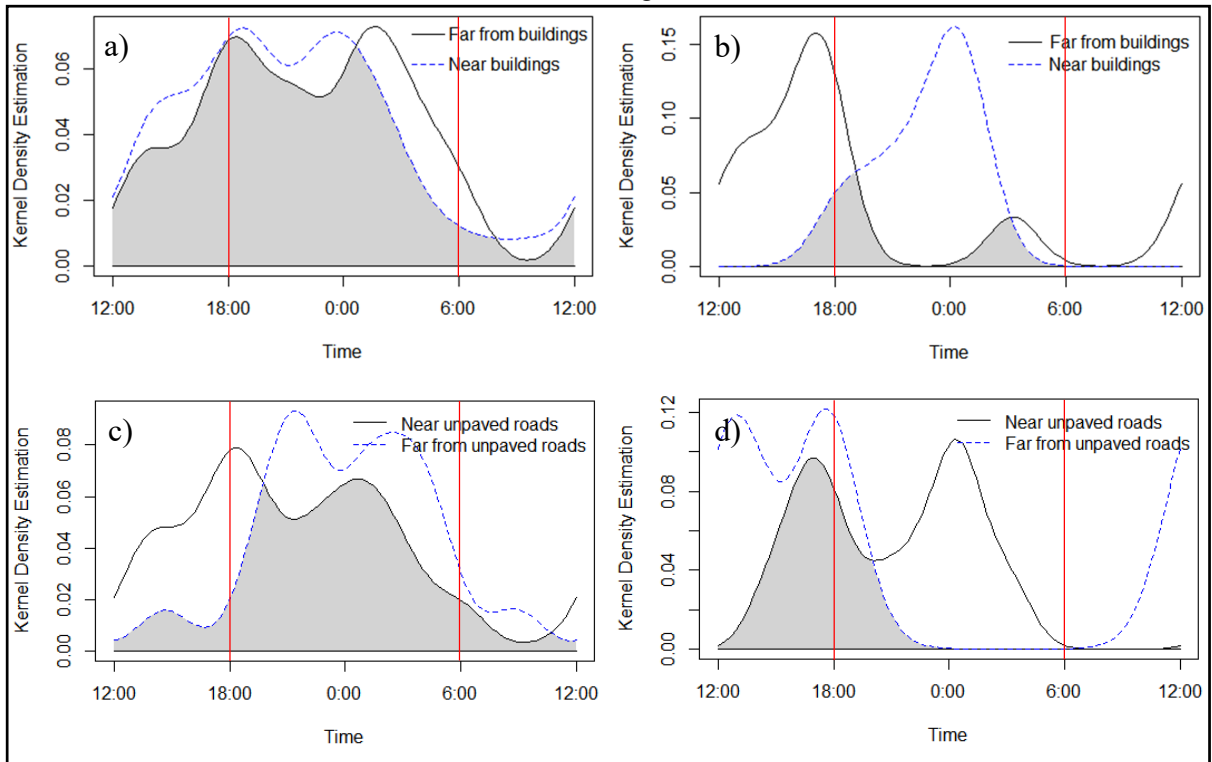 a)
Far from buildings
Near buildings
Kernel Density Estimation
0.00 0.02 0.04 0.06
12:00 18:00 0:00 6:00 12:00
Time
b)
Far from buildings
Near buildings
Kernel Density Estimation
0.00 0.05 0.10 0.15
12:00 18:00 0:00 6:00 12:00
Time
c)
Near unpaved roads
Far from unpaved roads
Kernel Density Estimation
0.00 0.02 0.04 0.06 0.08
12:00 18:00 0:00 6:00 12:00
Time
d)
Near unpaved roads
Far from unpaved roads
Kernel Density Estimation
0.00 0.04 0.08 0.12
12:00 18:00 0:00 6:00 12:00
Time